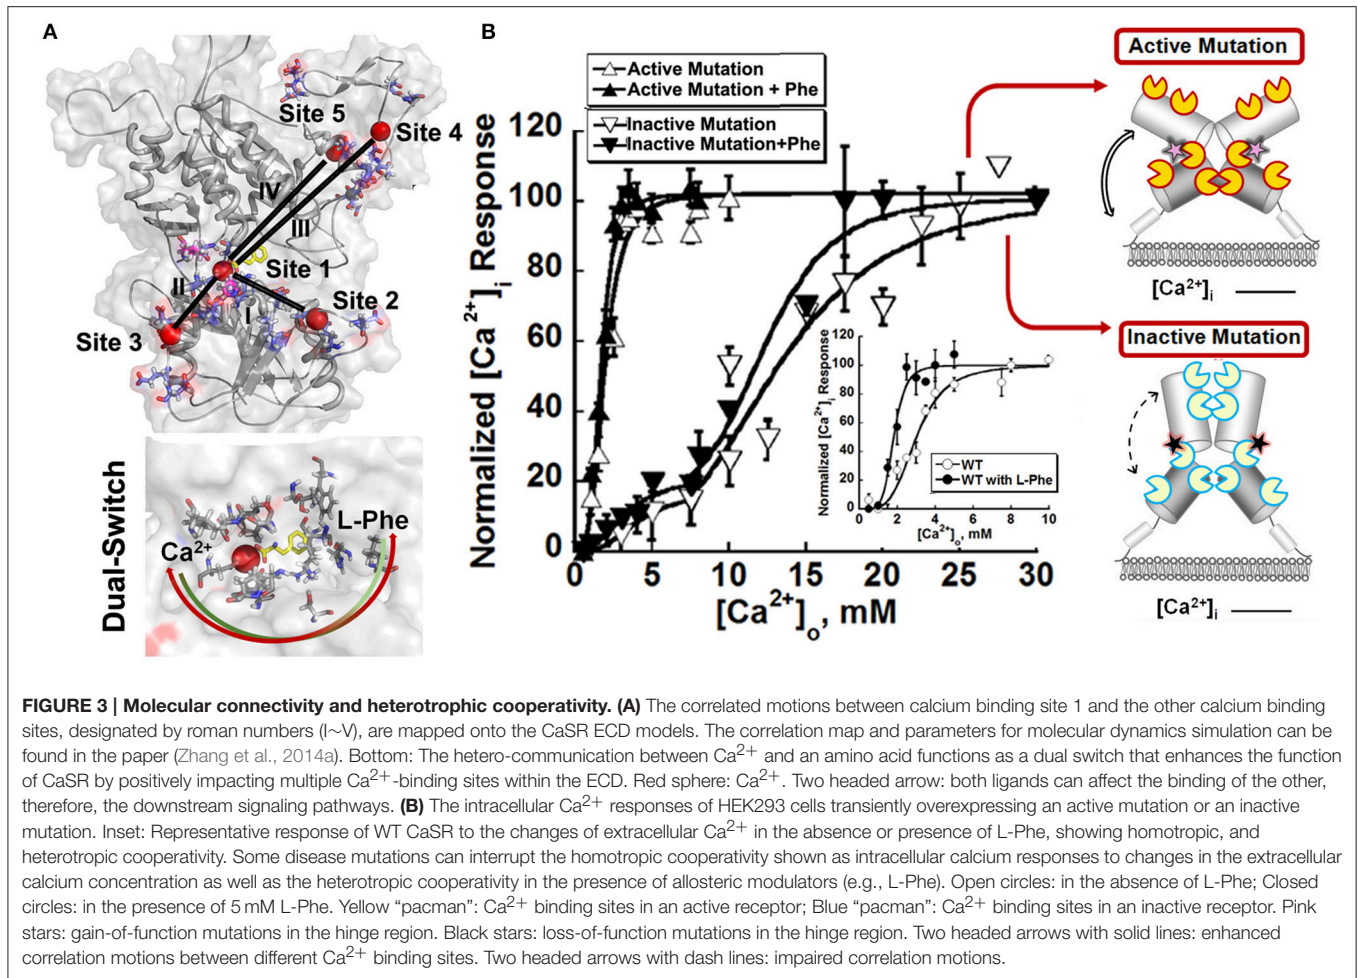 A
Site 5
Site 4
IV
III
Site 1
II
I
Site 2
Site 3
Dual-Switch
Ca2+
L-Phe
B
Active Mutation
Active Mutation + Phe
Inactive Mutation
Inactive Mutation+Phe
Normalized [Ca2+]i Response
120
100
80
60
40
20
0
0 5 10 15 20 25 30
[Ca2+]o, mM
Normalized [Ca2+]i Response
120
100
80
60
40
20
0
WT
WT with L-Phe
0 2 4 6 8 10
[Ca2+]o, mM
Active Mutation
[Ca2+]i
Inactive Mutation
[Ca2+]i
FIGURE 3 | Molecular connectivity and heterotrophic cooperativity. (A) The correlated motions between calcium binding site 1 and the other calcium binding
sites, designated by roman numbers (I~V), are mapped onto the CaSR ECD models. The correlation map and parameters for molecular dynamics simulation can be
found in the paper (Zhang et al., 2014a). Bottom: The hetero-communication between Ca2+ and an amino acid functions as a dual switch that enhances the function
of CaSR by positively impacting multiple Ca2+-binding sites within the ECD. Red sphere: Ca2+. Two headed arrow: both ligands can affect the binding of the other,
therefore, the downstream signaling pathways. (B) The intracellular Ca2+ responses of HEK293 cells transiently overexpressing an active mutation or an inactive
mutation. Inset: Representative response of WT CaSR to the changes of extracellular Ca2+ in the absence or presence of L-Phe, showing homotropic, and
heterotropic cooperativity. Some disease mutations can interrupt the homotropic cooperativity shown as intracellular calcium responses to changes in the extracellular
calcium concentration as well as the heterotropic cooperativity in the presence of allosteric modulators (e.g., L-Phe). Open circles: in the absence of L-Phe; Closed
circles: in the presence of 5 mM L-Phe. Yellow “pacman”: Ca2+ binding sites in an active receptor; Blue “pacman”: Ca2+ binding sites in an inactive receptor. Pink
stars: gain-of-function mutations in the hinge region. Black stars: loss-of-function mutations in the hinge region. Two headed arrows with solid lines: enhanced
correlation motions between different Ca2+ binding sites. Two headed arrows with dash lines: impaired correlation motions.